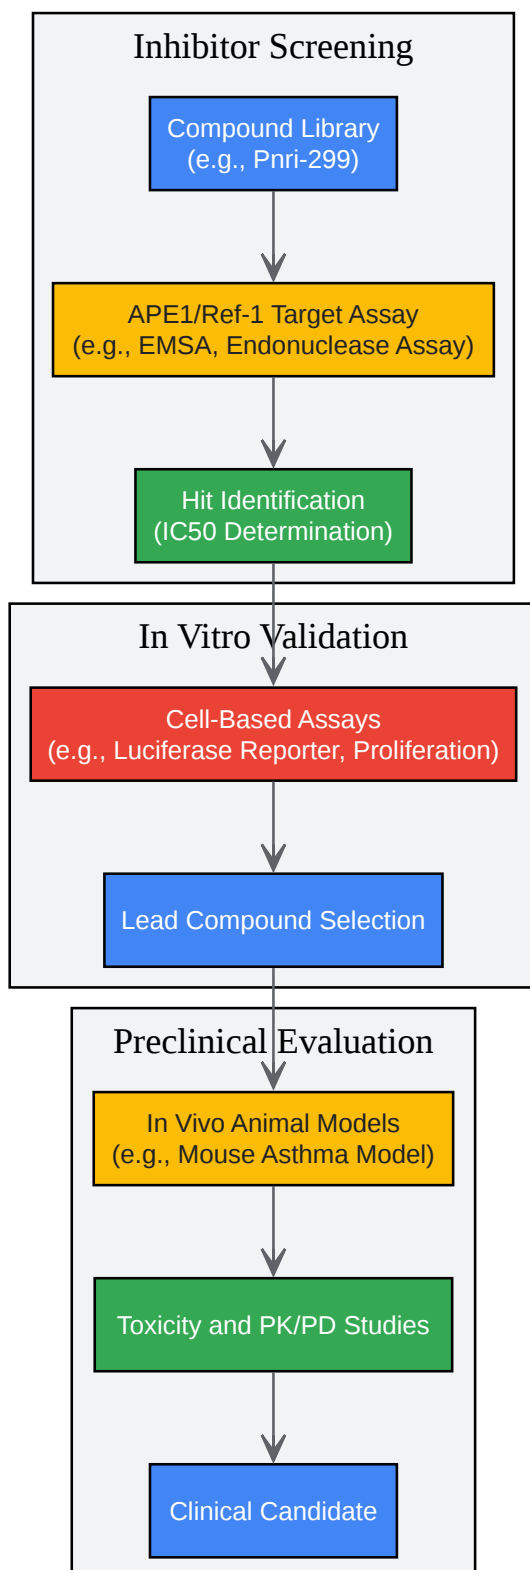 Inhibitor Screening
Compound Library
(e.g., Pnri-299)
APE1/Ref-1 Target Assay
(e.g., EMSA, Endonuclease Assay)
Hit Identification
(IC50 Determination)
In Vitro Validation
Cell-Based Assays
(e.g., Luciferase Reporter, Proliferation)
Lead Compound Selection
Preclinical Evaluation
In Vivo Animal Models
(e.g., Mouse Asthma Model)
Toxicity and PK/PD Studies
Clinical Candidate